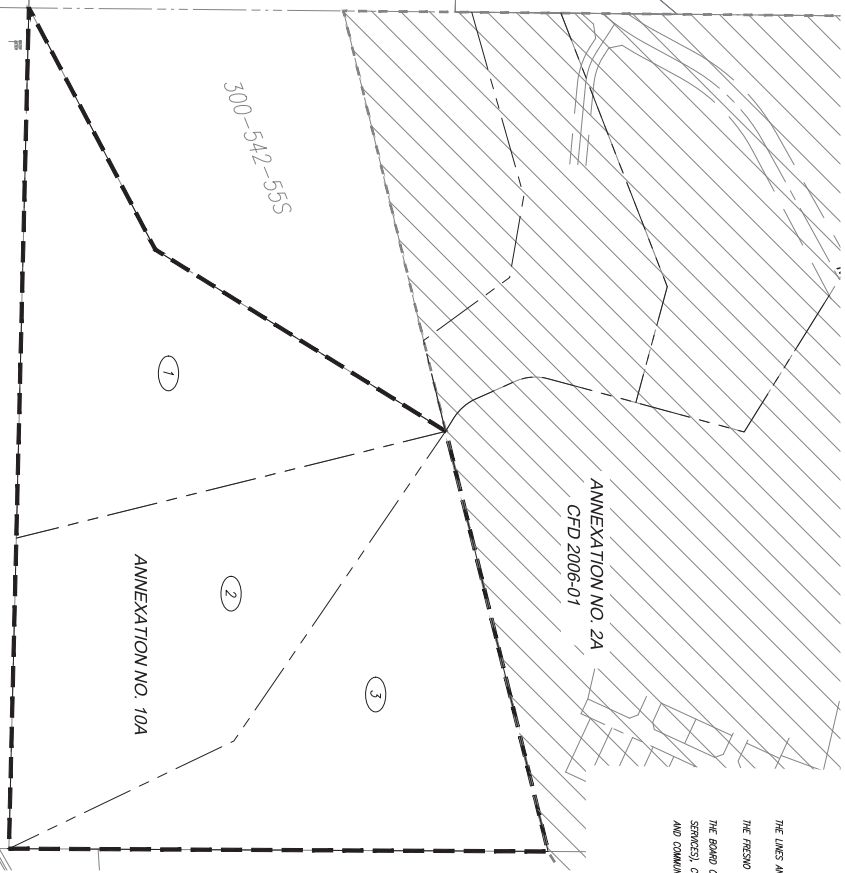 300-542-55S
1
ANNEXATION NO. 2A
CFD 2006-01
2
3
ANNEXATION NO. 10A
THE LINES
THE FRESNO
THE BOARD
SERVICES), C
AND